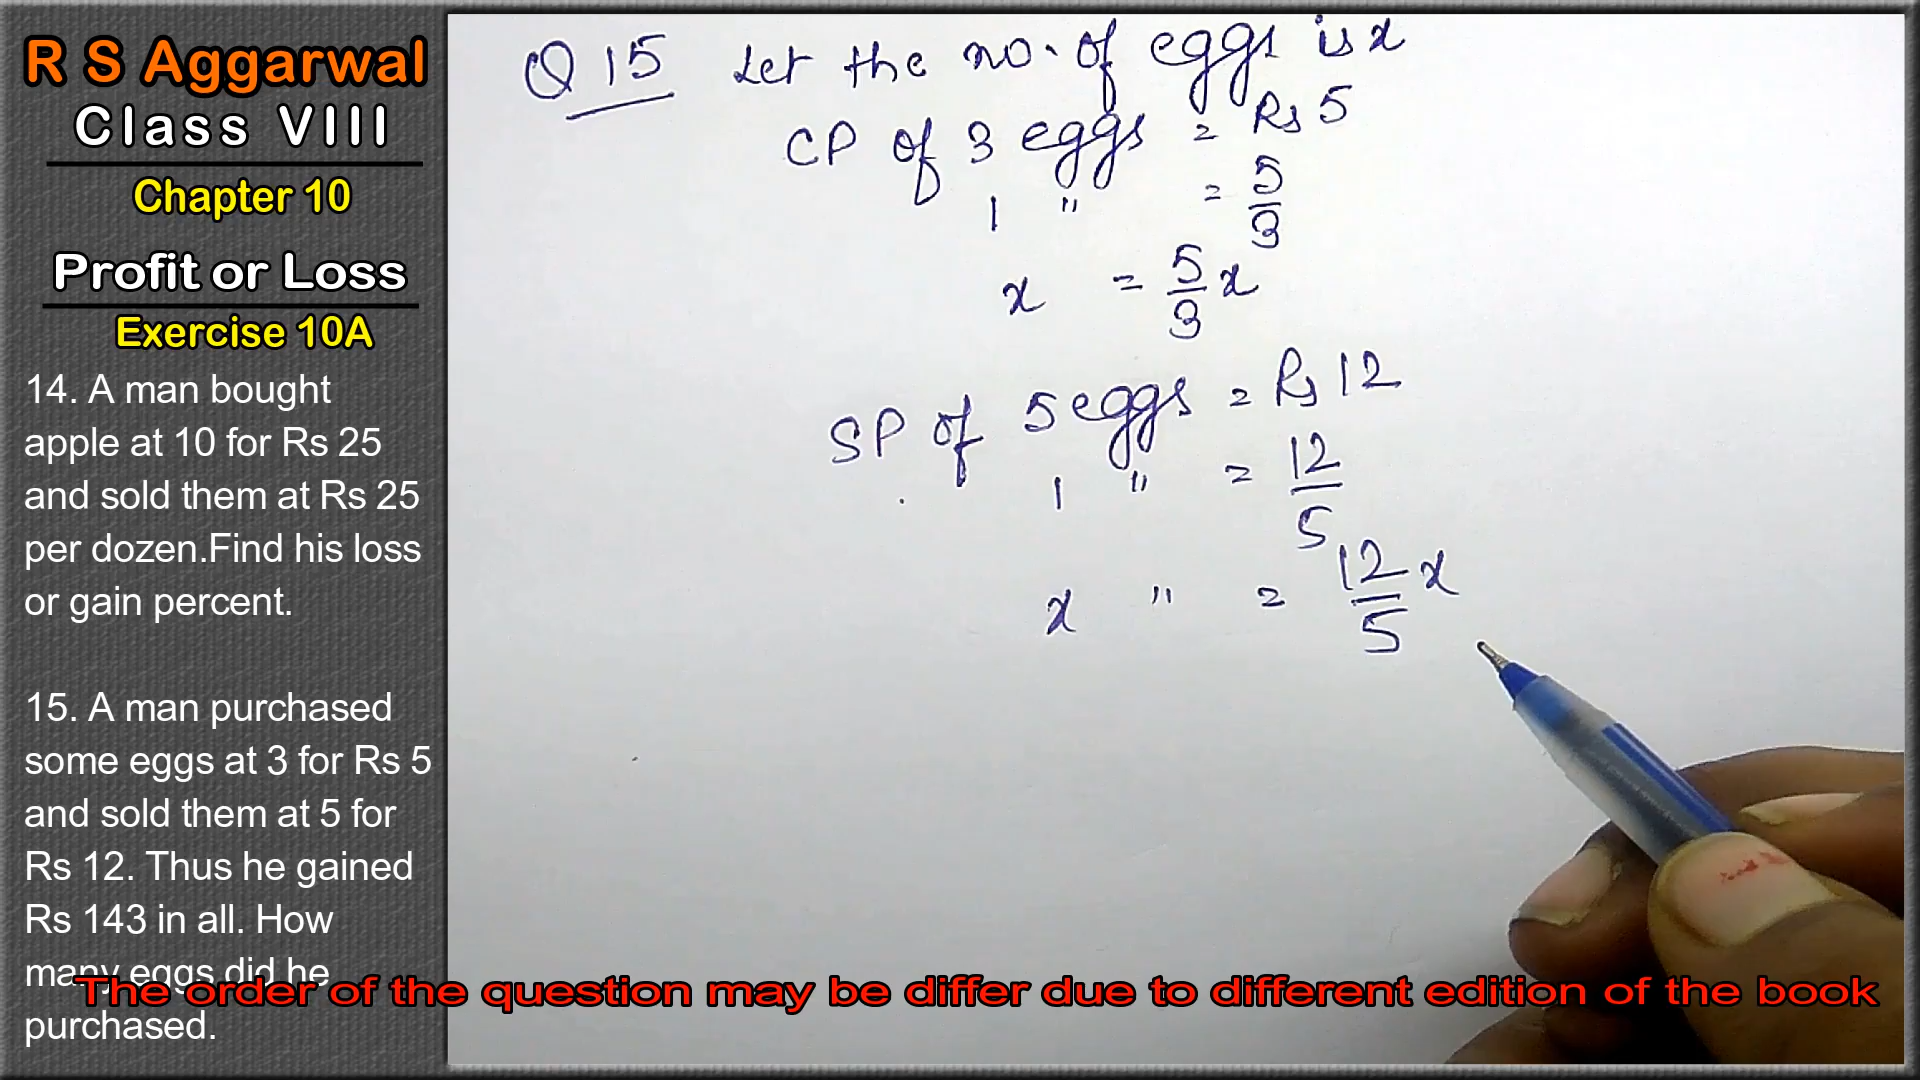 R S Aggarwal
Class VIII
Chapter 10
Profit or Loss
Exercise 10A
14. A man bought
apple at 10 for Rs 25
and sold them at Rs 25
per dozen.Find his loss
or gain percent.
15. A man purchased
some eggs at 3 for Rs 5
and sold them at 5 for
Rs 12. Thus he gained
Rs 143 in all. How
many eggs did he
purchased.
Q 15 Let the no. of eggs is x
CP of 3 eggs = Rs 5
1 " = 5/3
x = 5/3 x
SP of 5 eggs = Rs 12
1 " = 12/5
x " = 12/5 x
The order of the question may be differ due to different edition of the book